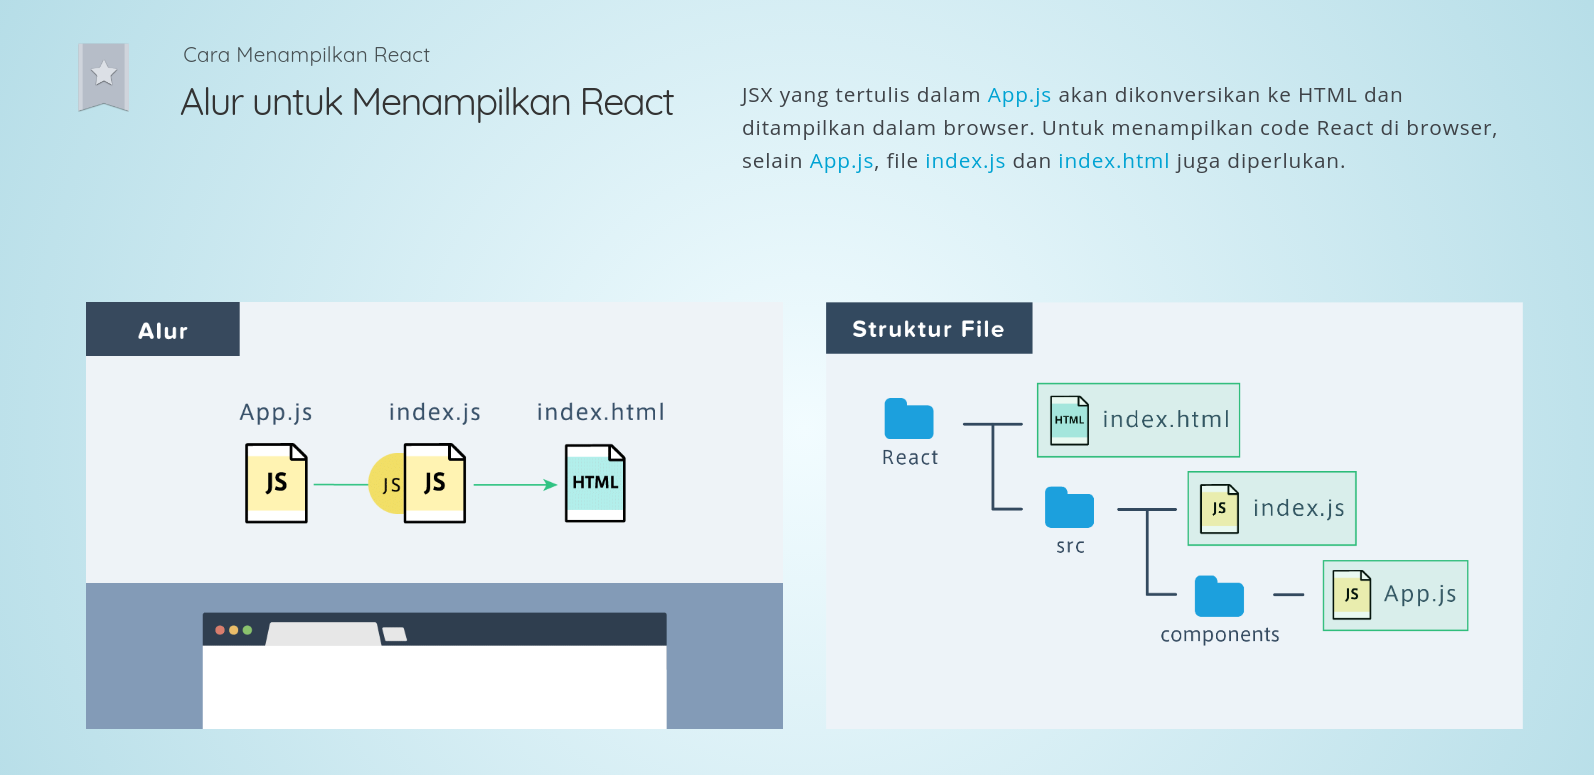 Cara Menampilkan React
Alur untuk Menampilkan React
JSX yang tertulis dalam App.js akan dikonversikan ke HTML dan
ditampilkan dalam browser. Untuk menampilkan code React di browser,
selain App.js, file index.js dan index.html juga diperlukan.
Alur
App.js index.js index.html
JS JS JS HTML
Struktur File
React
HTML index.html
src
JS index.js
components
JS App.js